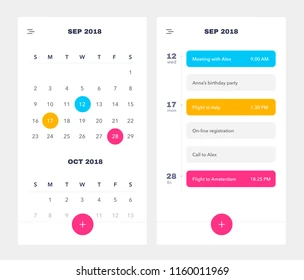 SEP 2018
S M T W T F S
1
2 3 4 5 6 7 8
9 10 11 12 13 14 15
16 17 18 19 20 21 22
23 24 25 26 27 28 29
OCT 2018
S M T W T F S
1 2 3 4 5 6
7 8 9 10 11 12 13
+
SEP 2018
12 Meeting with Alex 9:00 AM
wed
Anna's birthday party
17 Flight to Italy 1:30 PM
mon
On-line registration
Call to Alex
28 Flight to Amsterdam 18.25 PM
fri
+
shutterstock.com · 1160011969